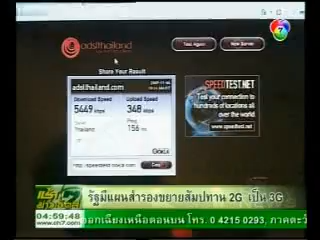 7
adslthailand
Test Again
New Server
Share Your Result
adslthailand.com
Download Speed
Upload Speed
5449 kbps
348 kbps
Thailand
Ping
156 ms
Copy
SPEEDTEST.NET
Test your connection to
hundreds of locations all
over the world
www.speedtest.net
รัฐมีแผนสำรองขยายสัมปทาน 2G เป็น 3G
04:59:48
www.ch7.com
ออกเฉียงเหนือตอนบน โทร. 0 4215 0293, ภาคตะวั